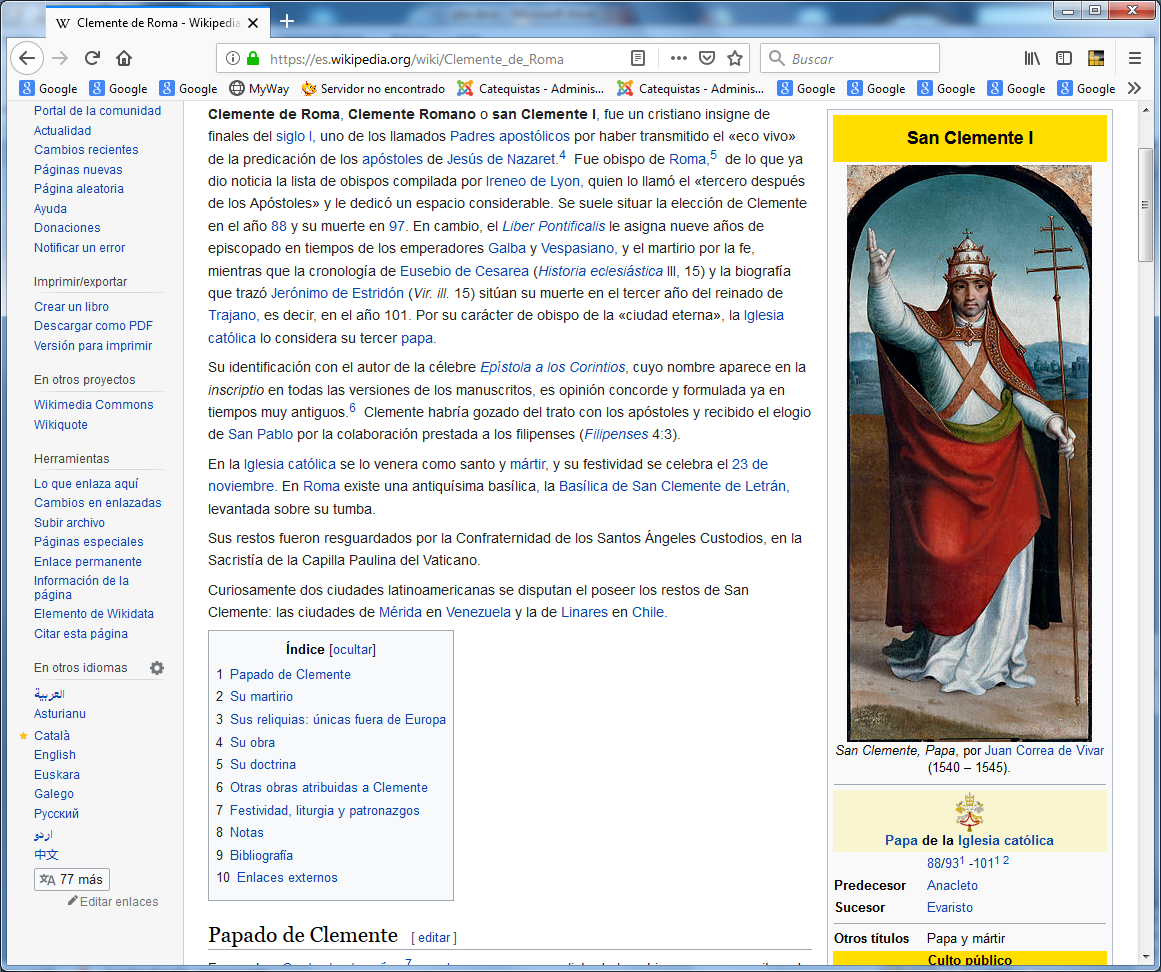 Clemente de Roma - Wikipedia
https://es.wikipedia.org/wiki/Clemente_de_Roma
Buscar
Google
Google
Google
MyWay
Servidor no encontrado
Catequistas - Adminis...
Catequistas - Adminis...
Google
Google
Google
Google
Google
Portal de la comunidad
Actualidad
Cambios recientes
Páginas nuevas
Página aleatoria
Ayuda
Donaciones
Notificar un error
Imprimir/exportar
Crear un libro
Descargar como PDF
Versión para imprimir
En otros proyectos
Wikimedia Commons
Wikiquote
Herramientas
Lo que enlaza aquí
Cambios en enlazadas
Subir archivo
Páginas especiales
Enlace permanente
Información de la
página
Elemento de Wikidata
Citar esta página
En otros idiomas
العربية
Asturianu
Català
English
Euskara
Galego
Русский
اردو
中文
77 más
Editar enlaces
Clemente de Roma, Clemente Romano o san Clemente I, fue un cristiano insigne de
finales del siglo I, uno de los llamados Padres apostólicos por haber transmitido el «eco vivo»
de la predicación de los apóstoles de Jesús de Nazaret.4 Fue obispo de Roma,5 de lo que ya
dio noticia la lista de obispos compilada por Ireneo de Lyon, quien lo llamó el «tercero después
de los Apóstoles» y le dedicó un espacio considerable. Se suele situar la elección de Clemente
en el año 88 y su muerte en 97. En cambio, el Liber Pontificalis le asigna nueve años de
episcopado en tiempos de los emperadores Galba y Vespasiano, y el martirio por la fe,
mientras que la cronología de Eusebio de Cesarea (Historia eclesiástica III, 15) y la biografía
que trazó Jerónimo de Estridón (Vir. ill. 15) sitúan su muerte en el tercer año del reinado de
Trajano, es decir, en el año 101. Por su carácter de obispo de la «ciudad eterna», la Iglesia
católica lo considera su tercer papa.
Su identificación con el autor de la célebre Epístola a los Corintios, cuyo nombre aparece en la
inscriptio en todas las versiones de los manuscritos, es opinión concorde y formulada ya en
tiempos muy antiguos.6 Clemente habría gozado del trato con los apóstoles y recibido el elogio
de San Pablo por la colaboración prestada a los filipenses (Filipenses 4:3).
En la Iglesia católica se lo venera como santo y mártir, y su festividad se celebra el 23 de
noviembre. En Roma existe una antiquísima basílica, la Basílica de San Clemente de Letrán,
levantada sobre su tumba.
Sus restos fueron resguardados por la Confraternidad de los Santos Ángeles Custodios, en la
Sacristía de la Capilla Paulina del Vaticano.
Curiosamente dos ciudades latinoamericanas se disputan el poseer los restos de San
Clemente: las ciudades de Mérida en Venezuela y la de Linares en Chile.
Índice [ocultar]
1 Papado de Clemente
2 Su martirio
3 Sus reliquias: únicas fuera de Europa
4 Su obra
5 Su doctrina
6 Otras obras atribuidas a Clemente
7 Festividad, liturgia y patronazgos
8 Notas
9 Bibliografía
10 Enlaces externos
Papado de Clemente [ editar ]
San Clemente I
San Clemente, Papa, por Juan Correa de Vivar
(1540 – 1545).
Papa de la Iglesia católica
88/931 -1011 2
Predecesor Anacleto
Sucesor Evaristo
Otros títulos Papa y mártir
Culto público